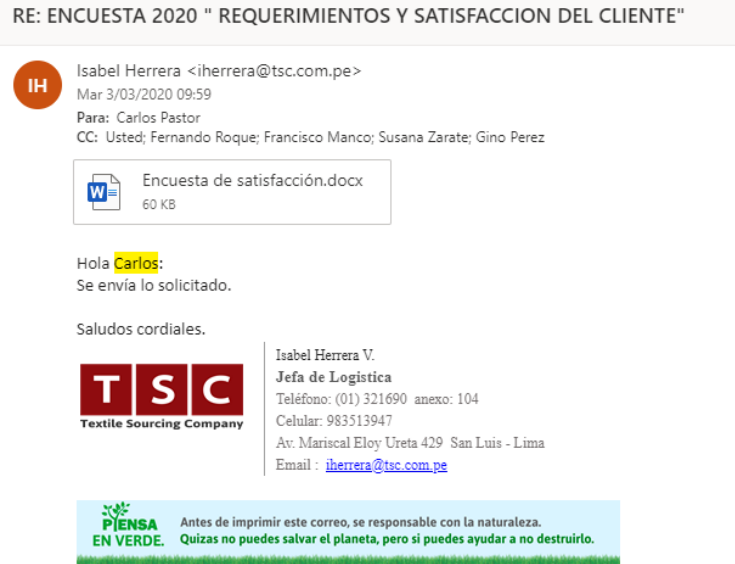 RE: ENCUESTA 2020 " REQUERIMIENTOS Y SATISFACCION DEL CLIENTE"
IH
Isabel Herrera <iherrera@tsc.com.pe>
Mar 3/03/2020 09:59
Para: Carlos Pastor
CC: Usted; Fernando Roque; Francisco Manco; Susana Zarate; Gino Perez
W
Encuesta de satisfacción.docx
60 KB
Hola Carlos:
Se envía lo solicitado.
Saludos cordiales.
TSC
Textile Sourcing Company
Isabel Herrera V.
Jefa de Logistica
Teléfono: (01) 321690 anexo: 104
Celular: 983513947
Av. Mariscal Eloy Ureta 429 San Luis - Lima
Email : iherrera@tsc.com.pe
PIENSA
EN VERDE.
Antes de imprimir este correo, se responsable con la naturaleza.
Quizas no puedes salvar el planeta, pero si puedes ayudar a no destruirlo.